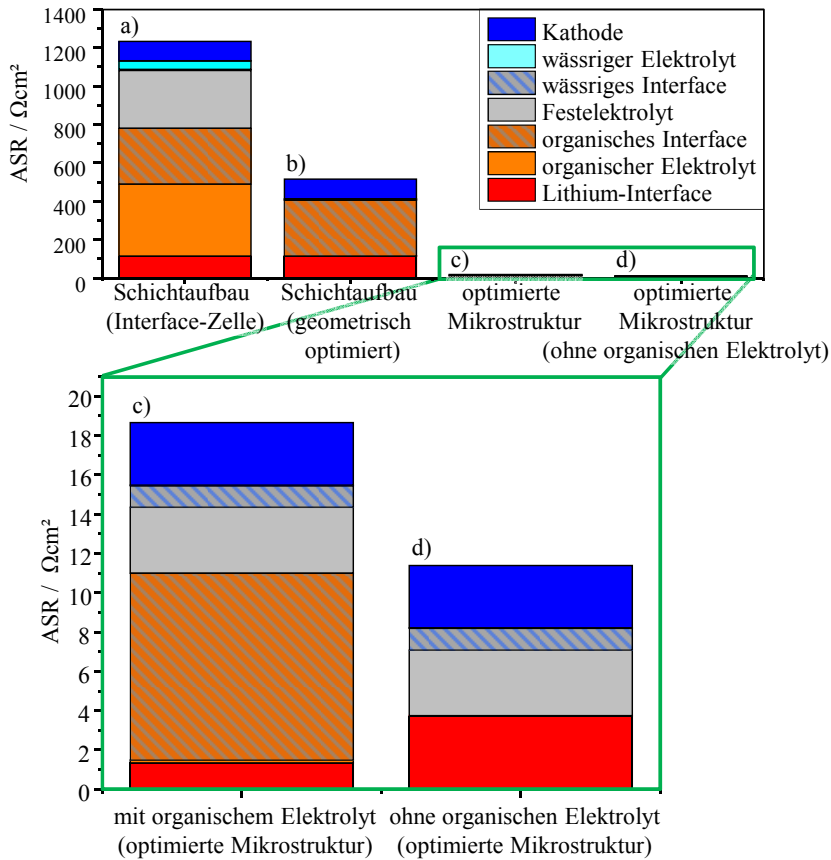 1400
1200
1000
800
600
400
200
0
ASR / Ωcm²
a)
b)
c)
d)
Kathode
wässriger Elektrolyt
wässriges Interface
Festelektrolyt
organisches Interface
organischer Elektrolyt
Lithium-Interface
Schichtaufbau
(Interface-Zelle)
Schichtaufbau
(geometrisch
optimiert)
optimierte
Mikrostruktur
optimierte
Mikrostruktur
(ohne organischen Elektrolyt)
20
18
16
14
12
10
8
6
4
2
0
ASR / Ωcm²
c)
d)
mit organischem Elektrolyt
(optimierte Mikrostruktur)
ohne organischen Elektrolyt
(optimierte Mikrostruktur)